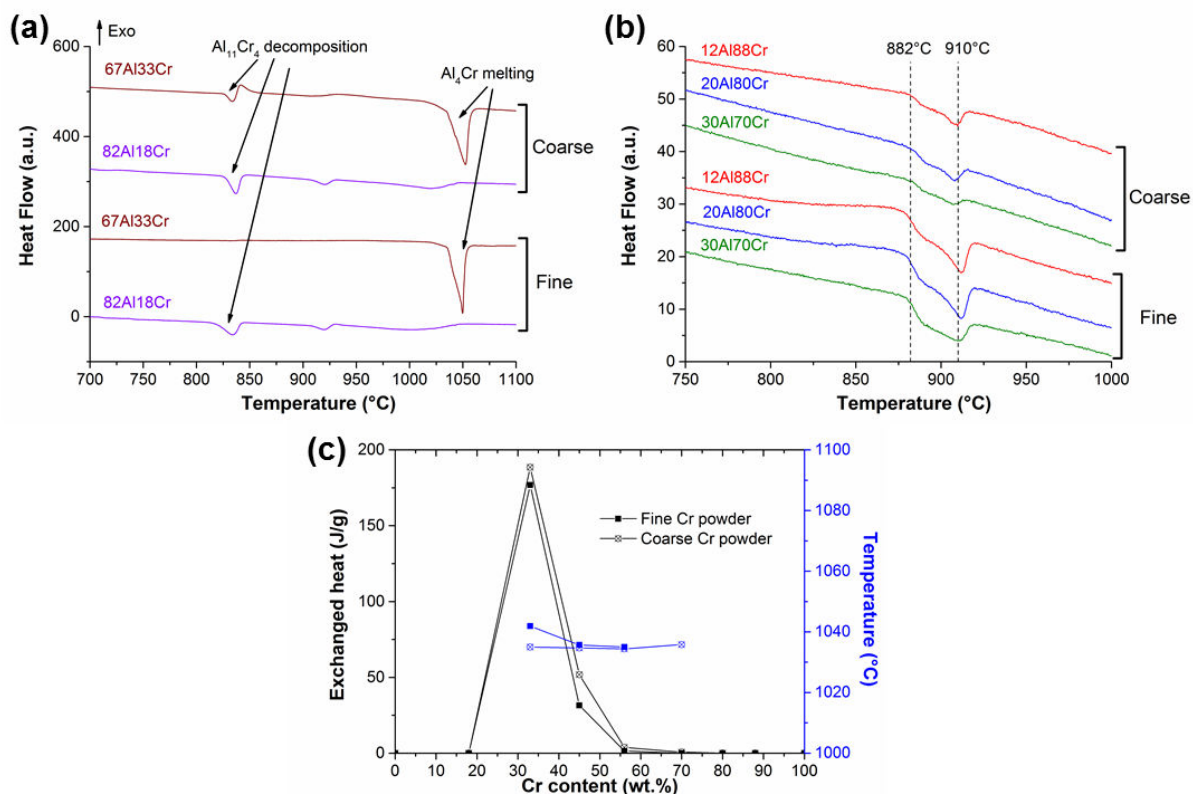 (a)
Exo
600
400
200
0
Heat Flow (a.u.)
Al11Cr4 decomposition
67Al33Cr
Al4Cr melting
82Al18Cr
Coarse
67Al33Cr
82Al18Cr
Fine
700 750 800 850 900 950 1000 1050 1100
Temperature (°C)
(b)
882°C 910°C
60
50
40
30
20
10
0
Heat Flow (a.u.)
12Al88Cr
20Al80Cr
30Al70Cr
Coarse
12Al88Cr
20Al80Cr
30Al70Cr
Fine
750 800 850 900 950 1000
Temperature (°C)
(c)
200
150
100
50
0
Exchanged heat (J/g)
Fine Cr powder
Coarse Cr powder
1100
1080
1060
1040
1020
1000
Temperature (°C)
0 10 20 30 40 50 60 70 80 90 100
Cr content (wt.%)